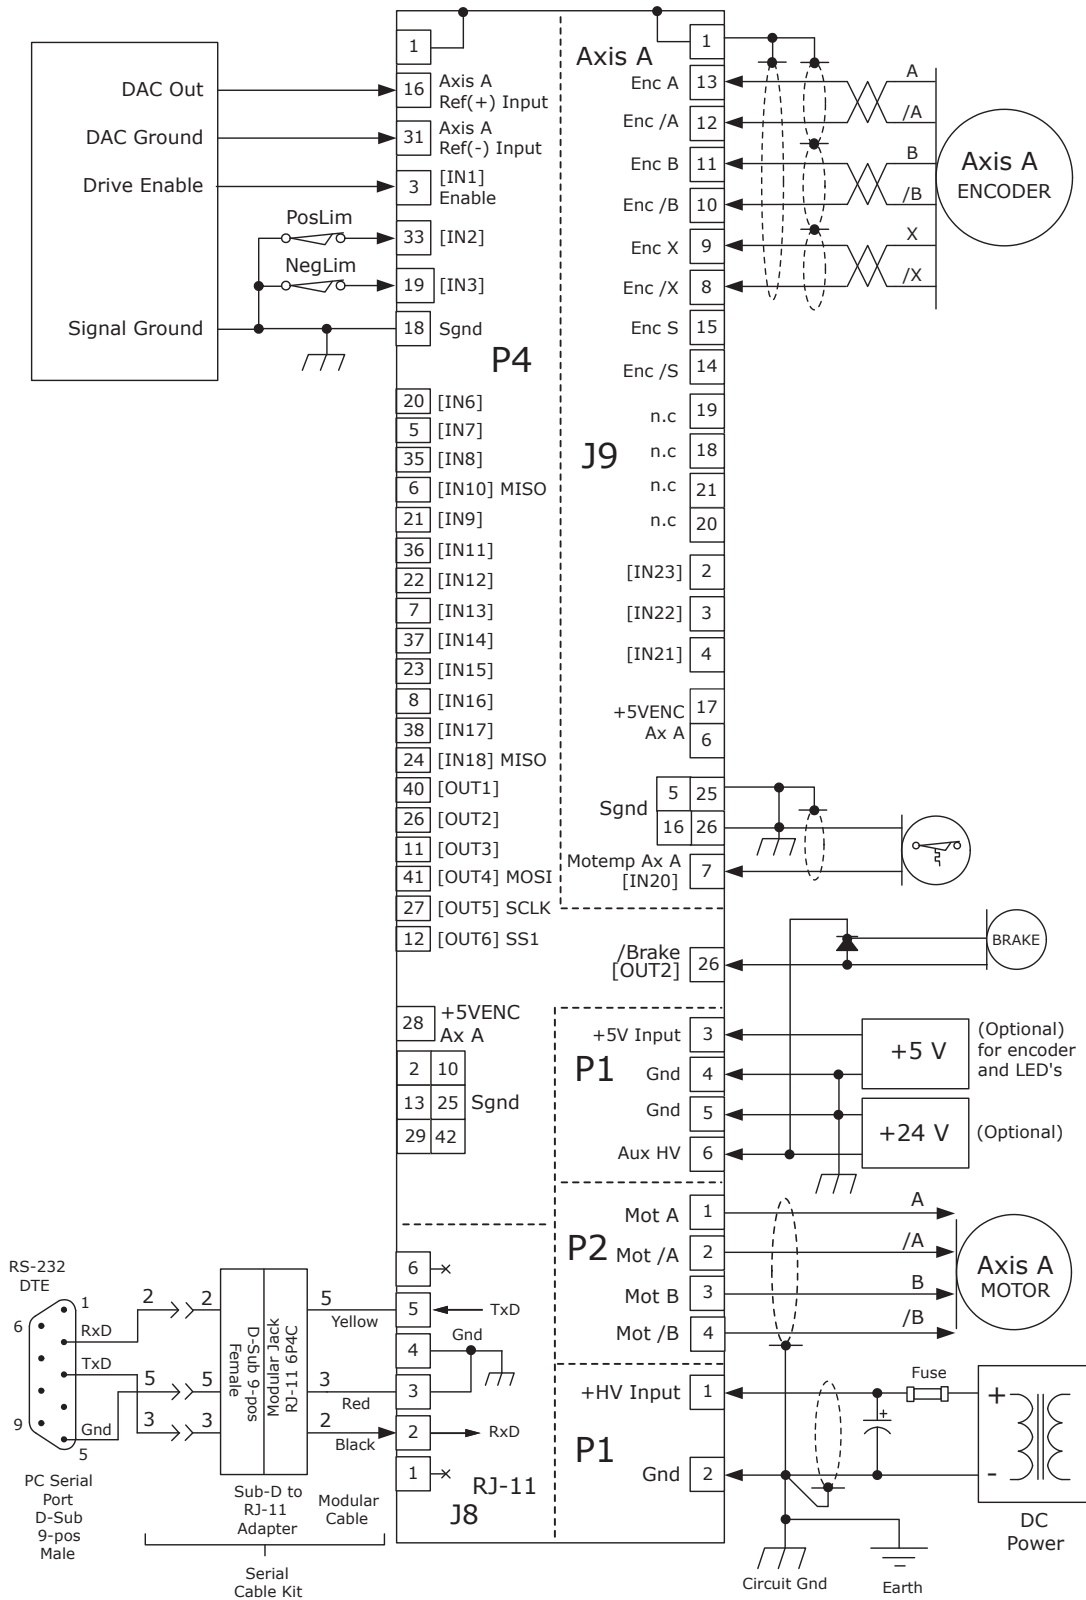 DAC Out
DAC Ground
Drive Enable
PosLim
NegLim
Signal Ground
1
16 Axis A
Ref(+) Input
31 Axis A
Ref(-) Input
3 [IN1]
Enable
33 [IN2]
19 [IN3]
18 Sgnd
P4
20 [IN6]
5 [IN7]
35 [IN8]
6 [IN10] MISO
21 [IN9]
36 [IN11]
22 [IN12]
7 [IN13]
37 [IN14]
23 [IN15]
8 [IN16]
38 [IN17]
24 [IN18] MISO
40 [OUT1]
26 [OUT2]
11 [OUT3]
41 [OUT4] MOSI
27 [OUT5] SCLK
12 [OUT6] SS1
28 +5VENC
Ax A
2 10
13 25 Sgnd
29 42
Axis A
1
Enc A 13
Enc /A 12
Enc B 11
Enc /B 10
Enc X 9
Enc /X 8
Enc S 15
Enc /S 14
n.c 19
J9
n.c 18
n.c 21
n.c 20
[IN23] 2
[IN22] 3
[IN21] 4
+5VENC
Ax A
17
6
Sgnd
5 25
16 26
Motemp Ax A
[IN20]
7
A
/A
B
/B
X
/X
Axis A
ENCODER
/Brake
[OUT2]
26
BRAKE
P1
+5V Input 3
Gnd 4
Gnd 5
Aux HV 6
+5 V
(Optional)
for encoder
and LED's
+24 V
(Optional)
P2
Mot A 1
Mot /A 2
Mot B 3
Mot /B 4
A
/A
B
/B
Axis A
MOTOR
+HV Input 1
P1
Gnd 2
Fuse
+
+
-
DC
Power
Circuit Gnd
Earth
RS-232
DTE
1
6
RxD
TxD
9
Gnd
5
PC Serial
Port
D-Sub
9-pos
Male
2 2
5 5
3 3
D-Sub 9-pos
Female
Modular Jack
RJ-11 6P4C
5
Yellow
3
Red
2
Black
Sub-D to
RJ-11
Adapter
Modular
Cable
Serial
Cable Kit
6
5 TxD
4 Gnd
3
2 RxD
1
RJ-11
J8